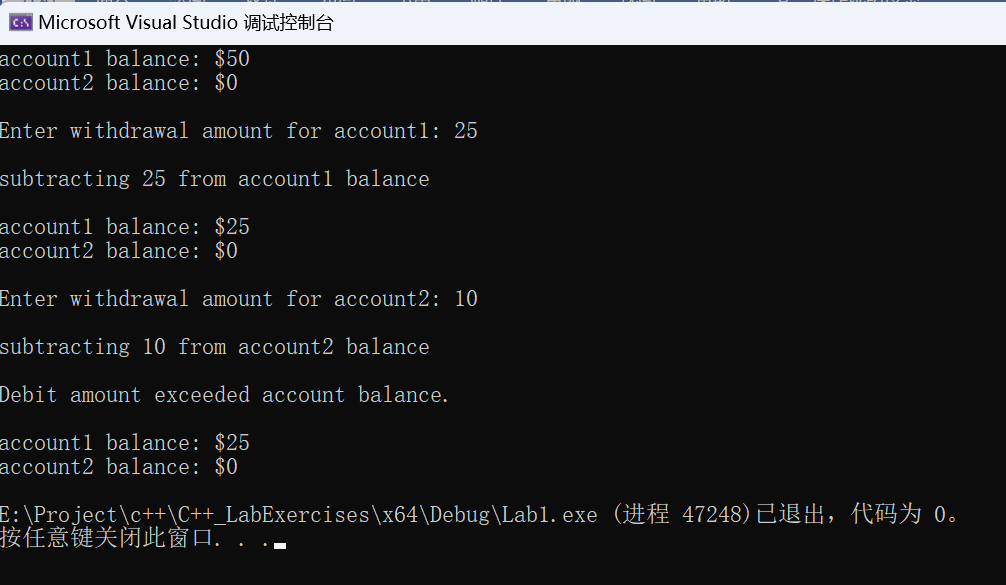 Microsoft Visual Studio 调试控制台
account1 balance: $50
account2 balance: $0
Enter withdrawal amount for account1: 25
subtracting 25 from account1 balance
account1 balance: $25
account2 balance: $0
Enter withdrawal amount for account2: 10
subtracting 10 from account2 balance
Debit amount exceeded account balance.
account1 balance: $25
account2 balance: $0
E:\Project\c++\C++_LabExercises\x64\Debug\Lab1.exe (进程 47248)已退出，代码为 0。
按任意键关闭此窗口. . .